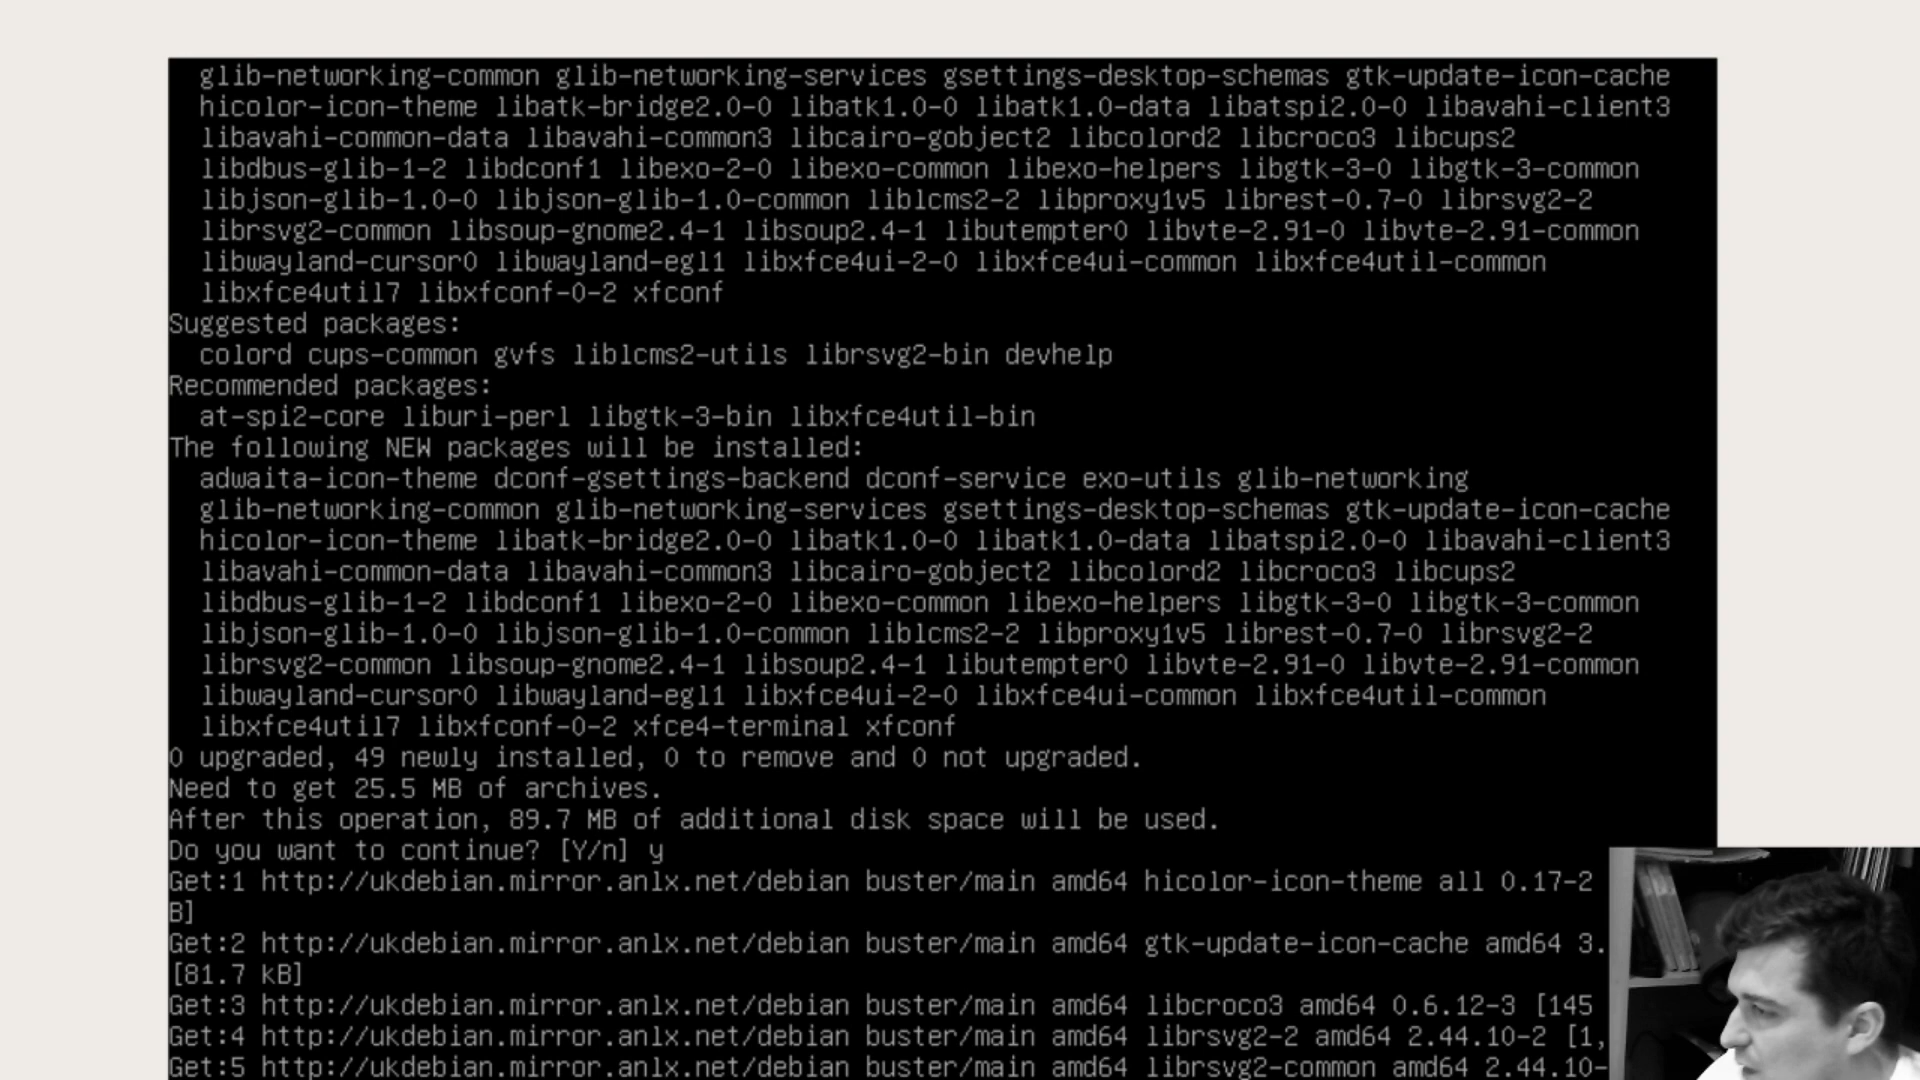 glib-networking-common glib-networking-services gsettings-desktop-schemas gtk-update-icon-cache
hicolor-icon-theme libatk-bridge2.0-0 libatk1.0-0 libatk1.0-data libatspi2.0-0 libavahi-client3
libavahi-common-data libavahi-common3 libcairo-gobject2 libcolord2 libcroco3 libcups2
libdbus-glib-1-2 libdconf1 libexo-2-0 libexo-common libexo-helpers libgtk-3-0 libgtk-3-common
libjson-glib-1.0-0 libjson-glib-1.0-common liblcms2-2 libproxy1v5 librest-0.7-0 librsvg2-2
librsvg2-common libsoup-gnome2.4-1 libsoup2.4-1 libutempter0 libvte-2.91-0 libvte-2.91-common
libwayland-cursor0 libwayland-egl1 libxfce4ui-2-0 libxfce4ui-common libxfce4util-common
libxfce4util7 libxfconf-0-2 xfconf
Suggested packages:
colord cups-common gvfs liblcms2-utils librsvg2-bin devhelp
Recommended packages:
at-spi2-core liburi-perl libgtk-3-bin libxfce4util-bin
The following NEW packages will be installed:
adwaita-icon-theme dconf-gsettings-backend dconf-service exo-utils glib-networking
glib-networking-common glib-networking-services gsettings-desktop-schemas gtk-update-icon-cache
hicolor-icon-theme libatk-bridge2.0-0 libatk1.0-0 libatk1.0-data libatspi2.0-0 libavahi-client3
libavahi-common-data libavahi-common3 libcairo-gobject2 libcolord2 libcroco3 libcups2
libdbus-glib-1-2 libdconf1 libexo-2-0 libexo-common libexo-helpers libgtk-3-0 libgtk-3-common
libjson-glib-1.0-0 libjson-glib-1.0-common liblcms2-2 libproxy1v5 librest-0.7-0 librsvg2-2
librsvg2-common libsoup-gnome2.4-1 libsoup2.4-1 libutempter0 libvte-2.91-0 libvte-2.91-common
libwayland-cursor0 libwayland-egl1 libxfce4ui-2-0 libxfce4ui-common libxfce4util-common
libxfce4util7 libxfconf-0-2 xfce4-terminal xfconf
0 upgraded, 49 newly installed, 0 to remove and 0 not upgraded.
Need to get 25.5 MB of archives.
After this operation, 89.7 MB of additional disk space will be used.
Do you want to continue? [Y/n] y
Get:1 http://ukdebian.mirror.anlx.net/debian buster/main amd64 hicolor-icon-theme all 0.17-2
B]
Get:2 http://ukdebian.mirror.anlx.net/debian buster/main amd64 gtk-update-icon-cache amd64 3.
[81.7 kB]
Get:3 http://ukdebian.mirror.anlx.net/debian buster/main amd64 libcroco3 amd64 0.6.12-3 [145
Get:4 http://ukdebian.mirror.anlx.net/debian buster/main amd64 librsvg2-2 amd64 2.44.10-2 [1,
Get:5 http://ukdebian.mirror.anlx.net/debian buster/main amd64 librsvg2-common amd64 2.44.10-